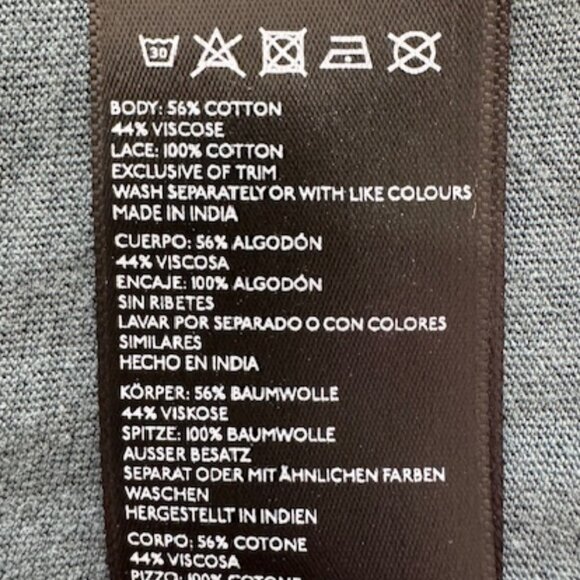 30
BODY: 56% COTTON
44% VISCOSE
LACE: 100% COTTON
EXCLUSIVE OF TRIM
WASH SEPARATELY OR WITH LIKE COLOURS
MADE IN INDIA
CUERPO: 56% ALGODÓN
44% VISCOSA
ENCAJE: 100% ALGODÓN
SIN RIBETES
LAVAR POR SEPARADO O CON COLORES
SIMILARES
HECHO EN INDIA
KÖRPER: 56% BAUMWOLLE
44% VISKOSE
SPITZE: 100% BAUMWOLLE
AUSSER BESATZ
SEPARAT ODER MIT ÄHNLICHEN FARBEN
WASCHEN
HERGESTELLT IN INDIEN
CORPO: 56% COTONE
44% VISCOSA
PIZZO: 100% COTONE